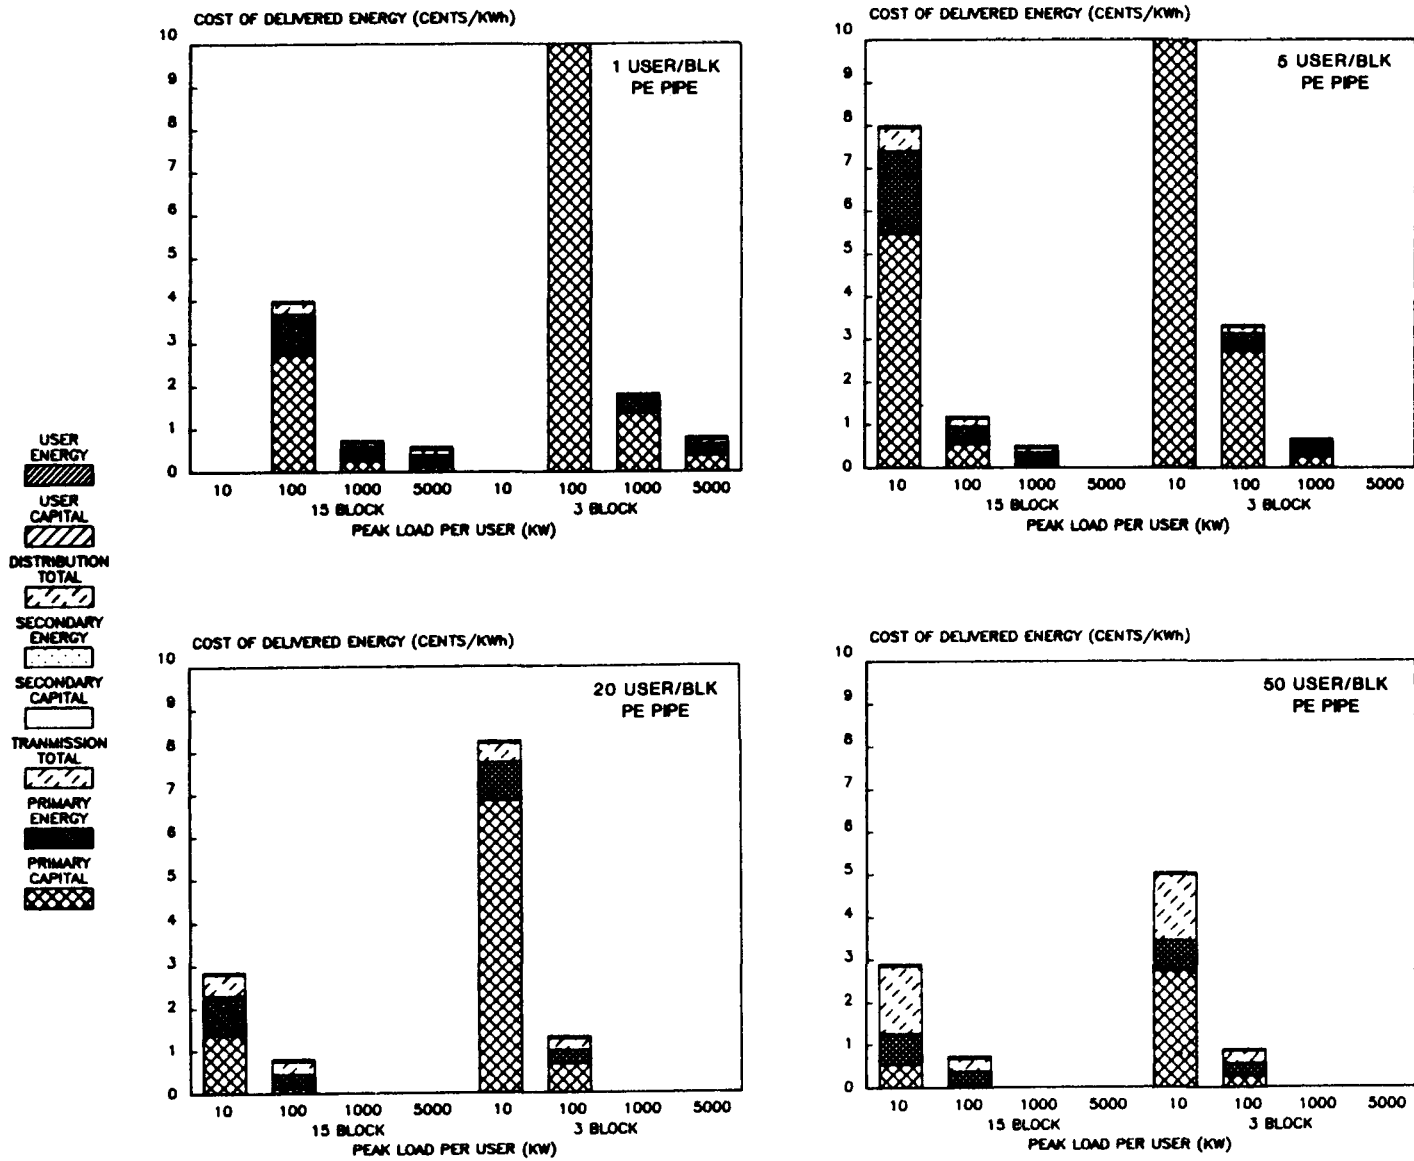 COST OF DELIVERED ENERGY (CENTS/KWh)
10
9
8
7
6
5
4
3
2
1
0
1 USER/BLK
PE PIPE
10 100 1000 5000 10 100 1000 5000
15 BLOCK 3 BLOCK
PEAK LOAD PER USER (KW)
COST OF DELIVERED ENERGY (CENTS/KWh)
10
9
8
7
6
5
4
3
2
1
0
5 USER/BLK
PE PIPE
10 100 1000 5000 10 100 1000 5000
15 BLOCK 3 BLOCK
PEAK LOAD PER USER (KW)
USER
ENERGY
USER
CAPITAL
DISTRIBUTION
TOTAL
SECONDARY
ENERGY
SECONDARY
CAPITAL
TRANMISSION
TOTAL
PRIMARY
ENERGY
PRIMARY
CAPITAL
COST OF DELIVERED ENERGY (CENTS/KWh)
10
9
8
7
6
5
4
3
2
1
0
20 USER/BLK
PE PIPE
10 100 1000 5000 10 100 1000 5000
15 BLOCK 3 BLOCK
PEAK LOAD PER USER (KW)
COST OF DELIVERED ENERGY (CENTS/KWh)
10
9
8
7
6
5
4
3
2
1
0
50 USER/BLK
PE PIPE
10 100 1000 5000 10 100 1000 5000
15 BLOCK 3 BLOCK
PEAK LOAD PER USER (KW)